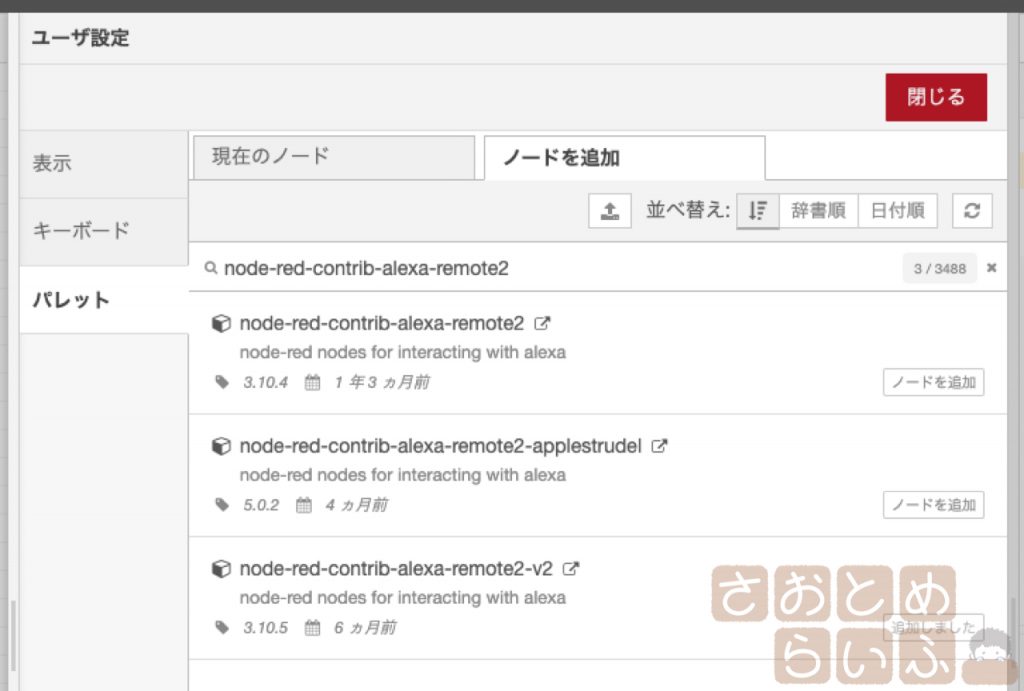 ユーザ設定
閉じる
表示
キーボード
パレット
現在のノード
ノードを追加
並べ替え: 辞書順 日付順
node-red-contrib-alexa-remote2 3 / 3488
node-red-contrib-alexa-remote2
node-red nodes for interacting with alexa
3.10.4 1 年 3 ヵ月前
ノードを追加
node-red-contrib-alexa-remote2-applestrudel
node-red nodes for interacting with alexa
5.0.2 4 ヵ月前
ノードを追加
node-red-contrib-alexa-remote2-v2
node-red nodes for interacting with alexa
3.10.5 6 ヵ月前
追加しました
さおとめ
らいふ